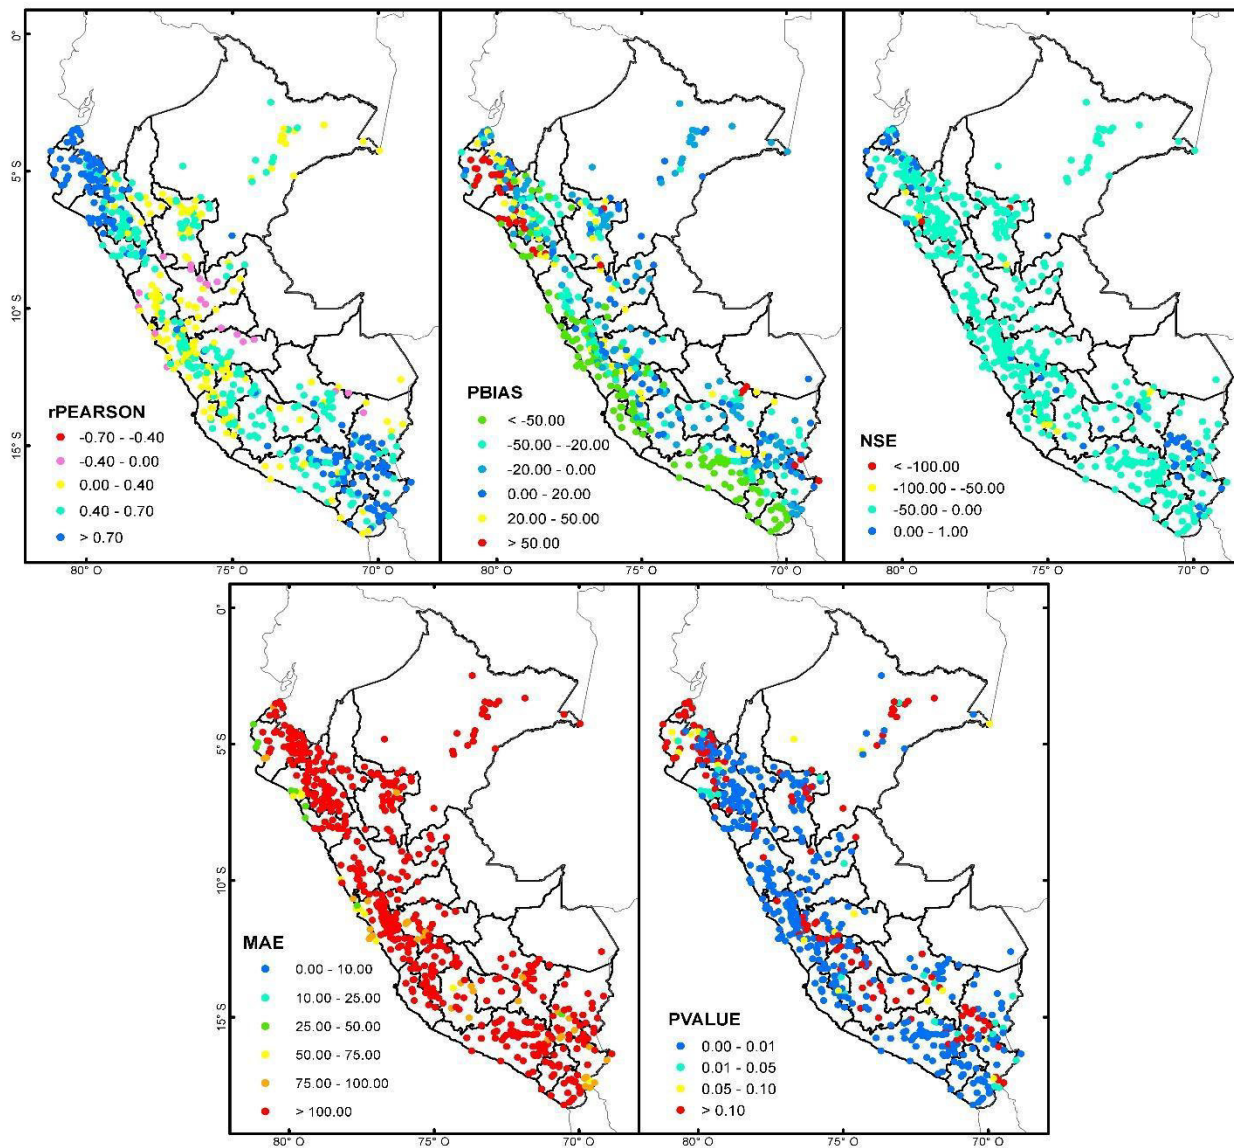 0°
5° S
10° S
15° S
rPEARSON
-0.70 - -0.40
-0.40 - 0.00
0.00 - 0.40
0.40 - 0.70
> 0.70
PBIAS
< -50.00
-50.00 - -20.00
-20.00 - 0.00
0.00 - 20.00
20.00 - 50.00
> 50.00
NSE
< -100.00
-100.00 - -50.00
-50.00 - 0.00
0.00 - 1.00
80° O 75° O 70° O 80° O 75° O 70° O 80° O 75° O 70° O
0°
5° S
10° S
15° S
MAE
0.00 - 10.00
10.00 - 25.00
25.00 - 50.00
50.00 - 75.00
75.00 - 100.00
> 100.00
PVALUE
0.00 - 0.01
0.01 - 0.05
0.05 - 0.10
> 0.10
80° O 75° O 70° O 80° O 75° O 70° O